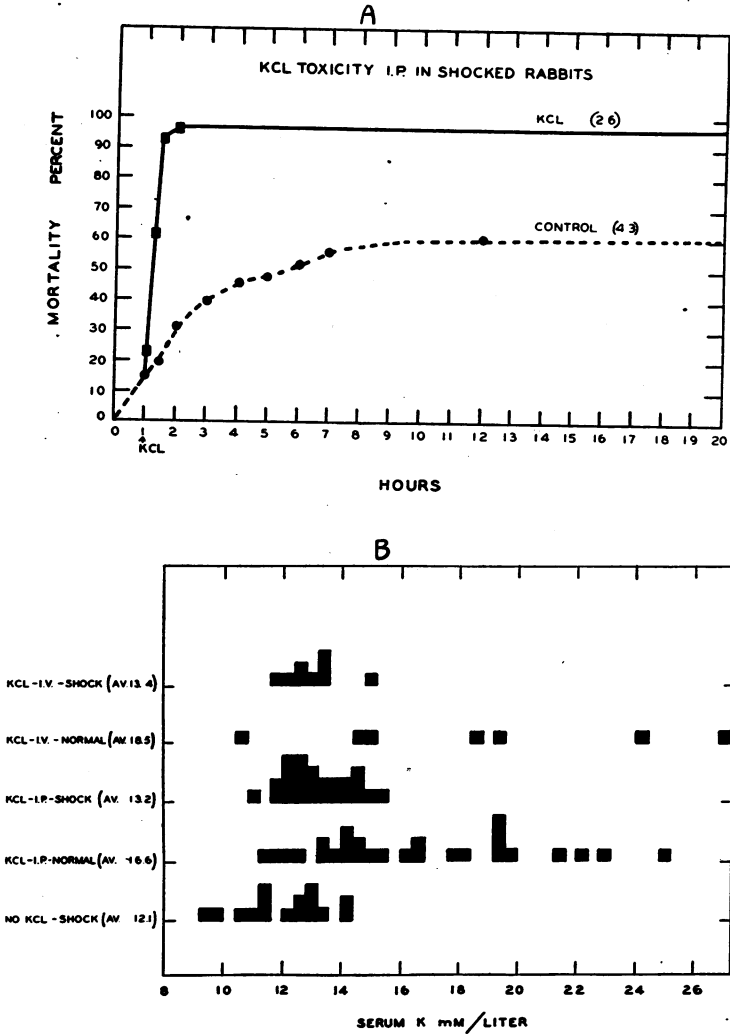 A
KCL TOXICITY I.P. IN SHOCKED RABBITS
MORTALITY PERCENT
100
90
80
70
60
50
40
30
20
10
0
KCL (26)
CONTROL (43)
0 1 2 3 4 5 6 7 8 9 10 11 12 13 14 15 16 17 18 19 20
KCL
HOURS
B
KCL-I.V.-SHOCK (AV. 13.4)
KCL-I.V.-NORMAL (AV. 18.5)
KCL-I.P.-SHOCK (AV. 13.2)
KCL-I.P.-NORMAL (AV. 16.6)
NO KCL-SHOCK (AV. 12.1)
8 10 12 14 16 18 20 22 24 26
SERUM K mM/LITER